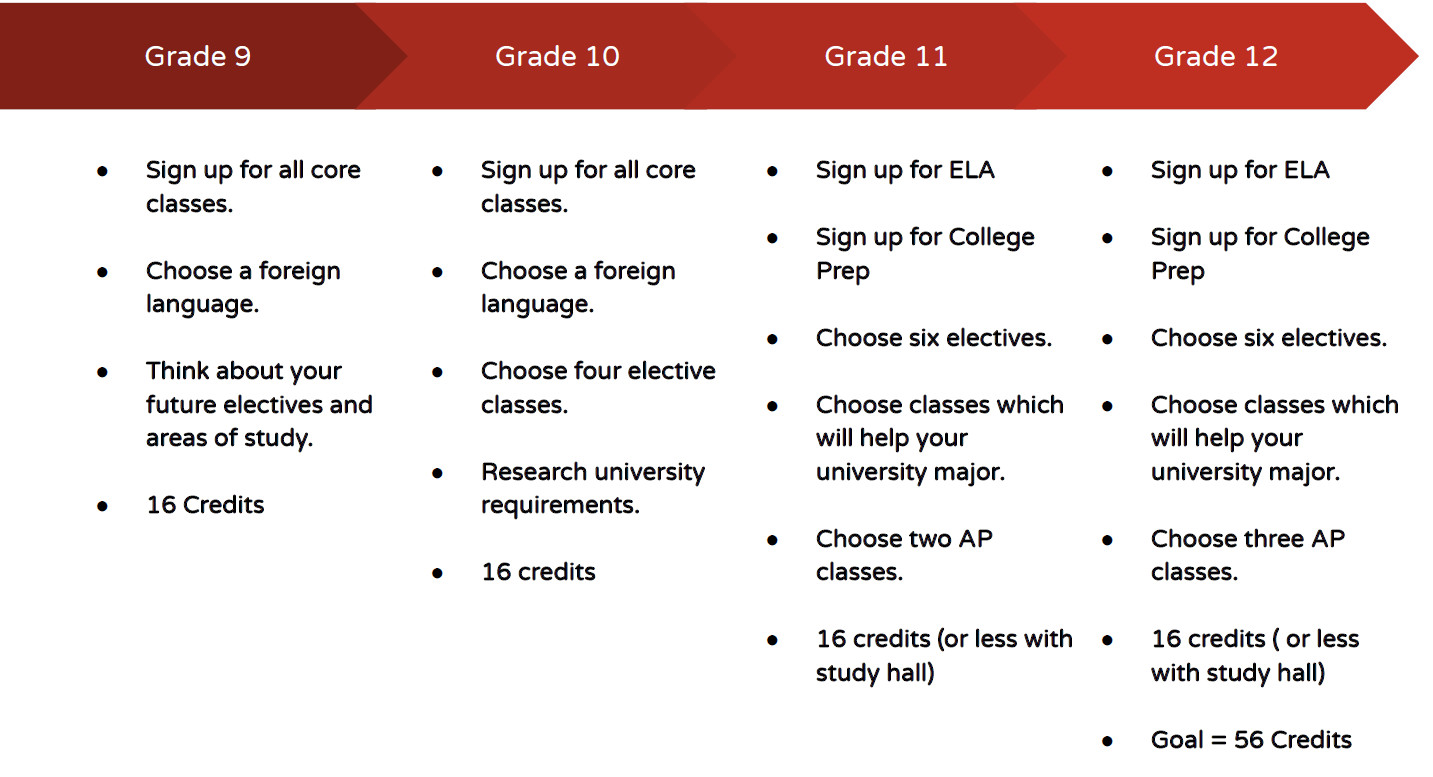 Grade 9
Grade 10
Grade 11
Grade 12
● Sign up for all core
classes.
● Choose a foreign
language.
● Think about your
future electives and
areas of study.
● 16 Credits
● Sign up for all core
classes.
● Choose a foreign
language.
● Choose four elective
classes.
● Research university
requirements.
● 16 credits
● Sign up for ELA
● Sign up for College
Prep
● Choose six electives.
● Choose classes which
will help your
university major.
● Choose two AP
classes.
● 16 credits (or less with
study hall)
● Sign up for ELA
● Sign up for College
Prep
● Choose six electives.
● Choose classes which
will help your
university major.
● Choose three AP
classes.
● 16 credits ( or less
with study hall)
● Goal = 56 Credits